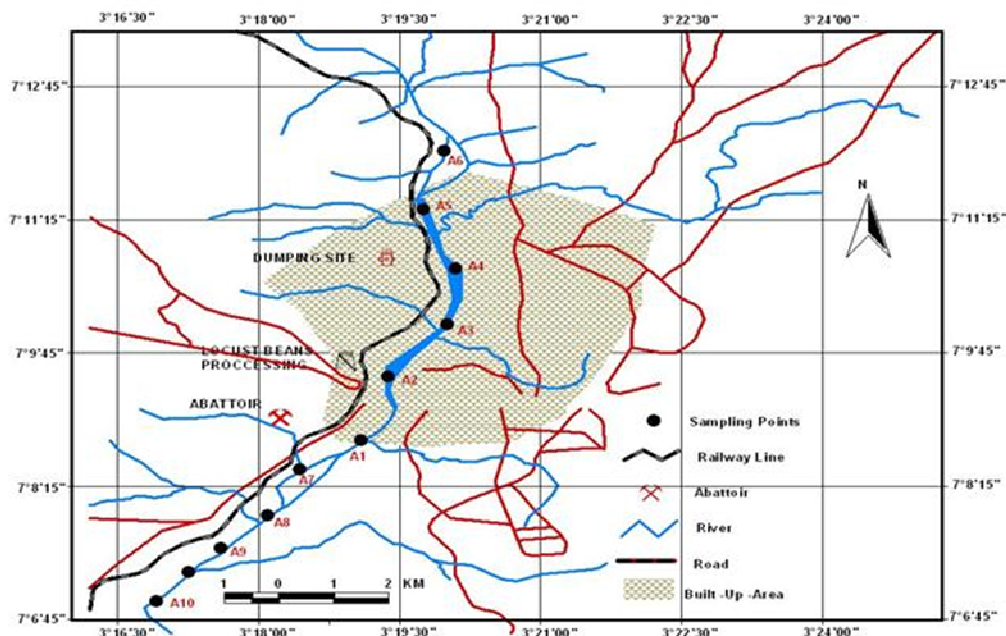 3°16'30" 3°18'00" 3°19'30" 3°21'00" 3°22'30" 3°24'00"
7°12'45" 7°12'45"
A6
N
A5
7°11'15" 7°11'15"
DUMPING SITE A4
A3
LOCUST BEANS
PROCCESSING
7°9'45" 7°9'45"
A2
ABATTOIR
Sampling Points
A1
Railway Line
A7
7°8'15" 7°8'15"
Abattoir
A8
River
A9
Road
1 0 1 2 KM
Built -Up -Area
A10
7°6'45" 7°6'45"
3°16'30" 3°18'00" 3°19'30" 3°21'00" 3°22'30" 3°24'00"